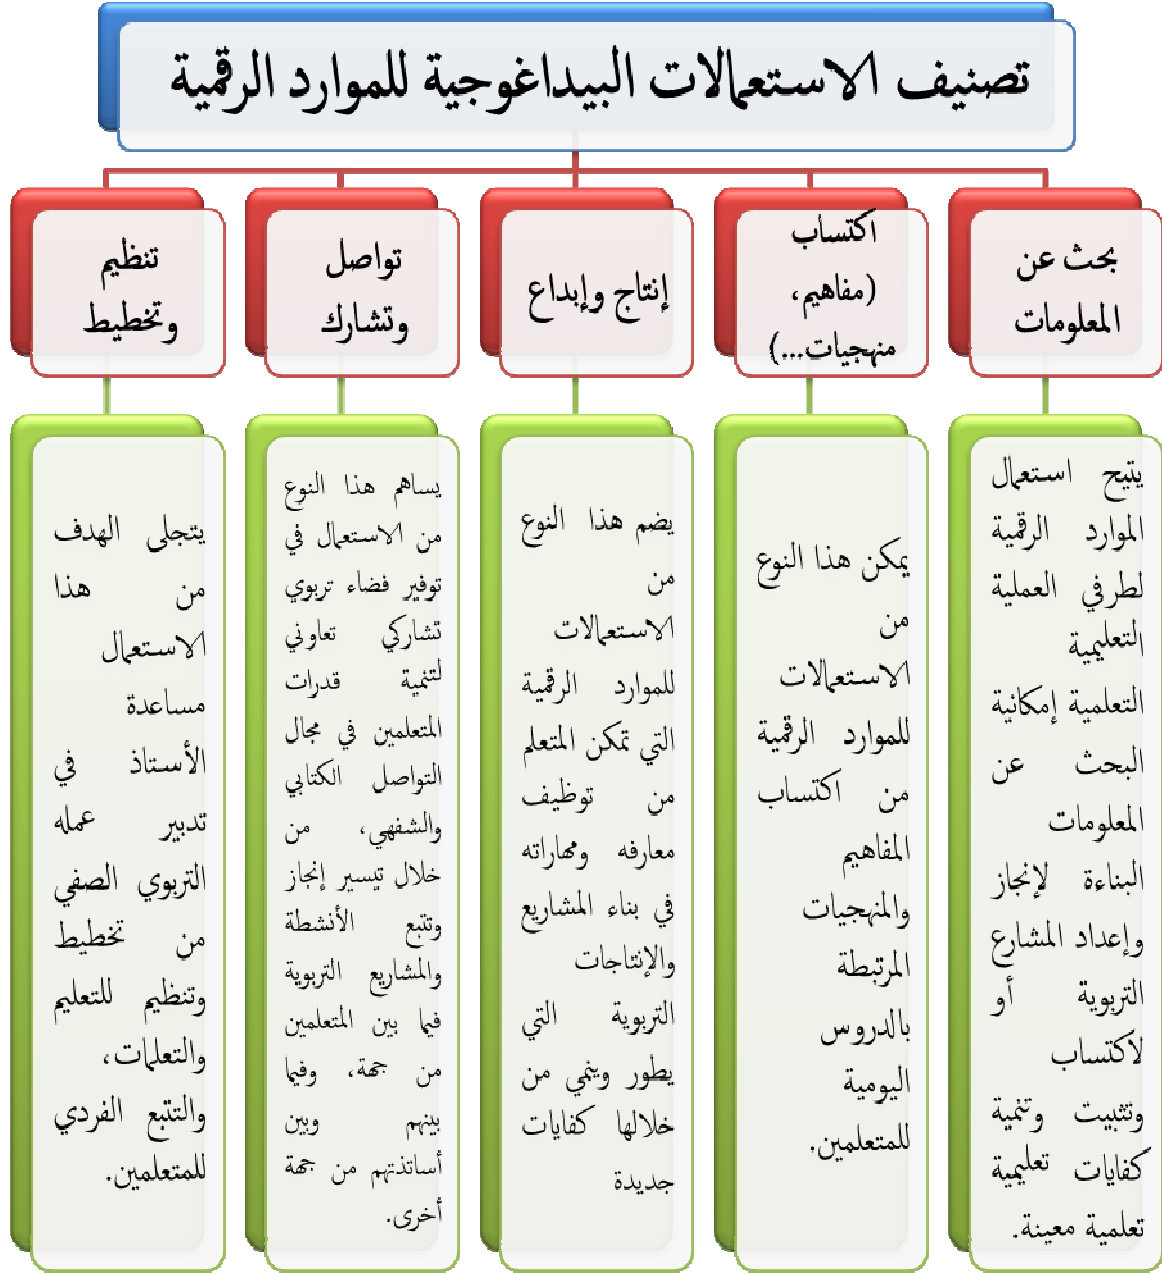 تصنيف الاستعمالات البيداغوجية للموارد الرقمية
بحث عن
المعلومات
يتيح استعمال
الموارد الرقمية
لطرفي العملية
التعليمية
التعلمية إمكانية
البحث عن
المعلومات
البناءة لإنجاز
وإعداد المشارع
التربوية أو
لاكتساب
وتثبيت وتنمية
كفايات تعليمية
تعلمية معينة.
اكتساب
(مفاهيم،
منهجيات...)
يمكن هذا النوع
من
الاستعمالات
للموارد الرقمية
من اكتساب
المفاهيم
والمنهجيات
المرتبطة
بالدروس
اليومية
للمتعلمين.
إنتاج وإبداع
يضم هذا النوع
من
الاستعمالات
للموارد الرقمية
التي تمكن المتعلم
من توظيف
معارفه ومهاراته
في بناء المشاريع
والإنتاجات
التربوية التي
يطور وينمي من
خلالها كفايات
جديدة
تواصل
وتشارك
يساهم هذا النوع
من الاستعمال في
توفير فضاء تربوي
تشاركي تعاوني
لتنمية قدرات
المتعلمين في مجال
التواصل الكتابي
والشفهي، من
خلال تيسير إنجاز
وتتبع الأنشطة
والمشاريع التربوية
فيما بين المتعلمين
من جهة، وفيما
بينهم وبين
أساتذتهم من جهة
أخرى.
تنظيم
وتخطيط
يتجلى الهدف
من هذا
الاستعمال
مساعدة
الأستاذ في
تدبير عمله
التربوي الصفي
من تخطيط
وتنظيم للتعليم
والتعلمات،
والتتبع الفردي
للمتعلمين.